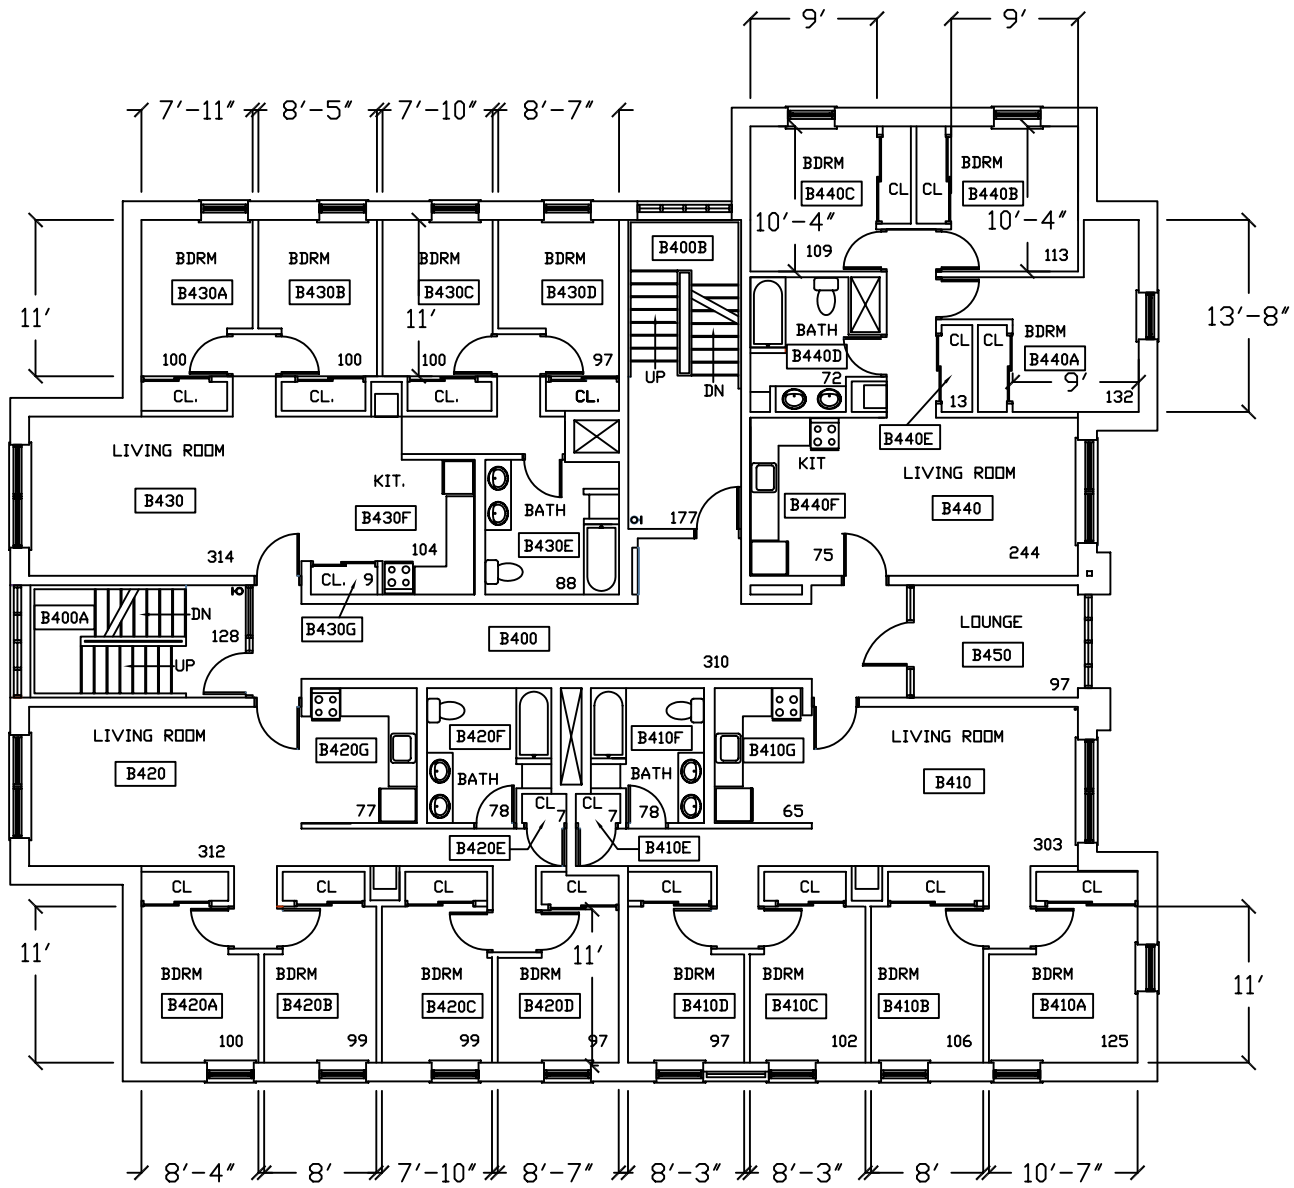 9′
9′
7′-11″
8′-5″
7′-10″
8′-7″
BDRM
B440C
CL
CL
BDRM
B440B
10′-4″
10′-4″
109
113
11′
BDRM
B430A
100
BDRM
B430B
100
BDRM
B430C
11′
100
BDRM
B430D
97
B400B
UP
DN
BATH
B440D
72
CL
CL
BDRM
B440A
9′
132
13
13′-8″
CL.
CL.
CL.
CL.
B440E
LIVING ROOM
B430
314
KIT.
B430F
104
BATH
B430E
88
177
KIT
B440F
75
LIVING ROOM
B440
244
CL.
9
B430G
B400A
DN
128
UP
B400
310
LOUNGE
B450
97
LIVING ROOM
B420
312
B420G
77
B420F
BATH
78
CL
7
B420E
CL
7
B410E
B410F
BATH
78
B410G
65
LIVING ROOM
B410
303
CL
CL
CL
CL
CL
CL
CL
CL
11′
BDRM
B420A
100
BDRM
B420B
99
BDRM
B420C
99
BDRM
B420D
11′
97
BDRM
B410D
97
BDRM
B410C
102
BDRM
B410B
106
BDRM
B410A
125
11′
8′-4″
8′
7′-10″
8′-7″
8′-3″
8′-3″
8′
10′-7″